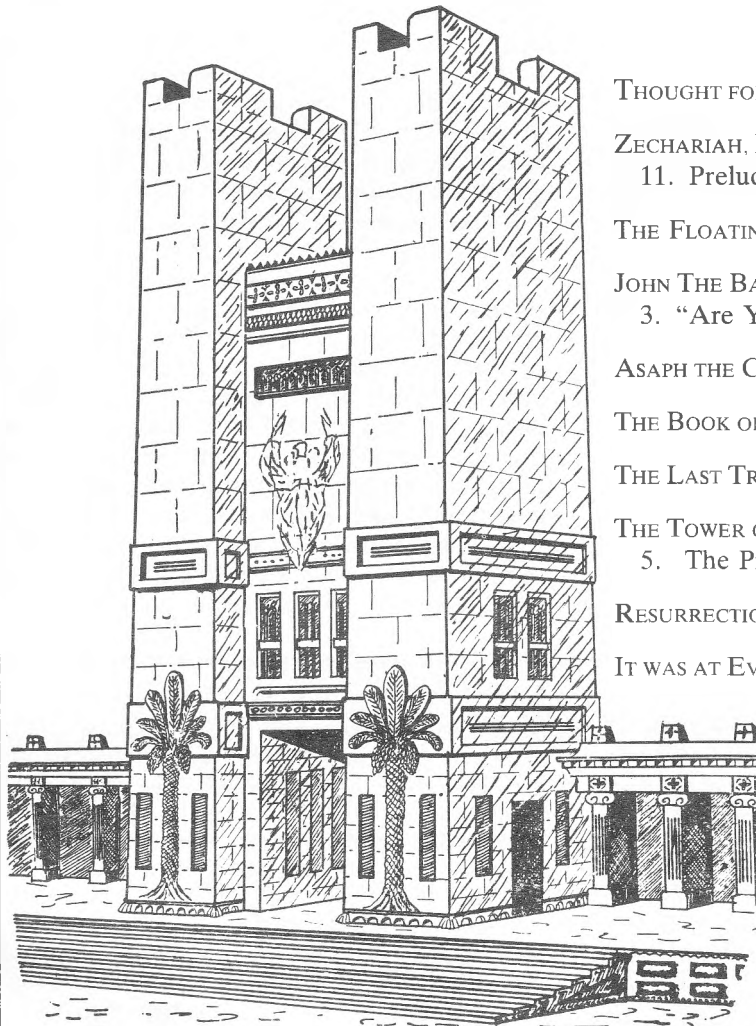 THOUGHT FO
ZECHARIAH,
11. Prelud
THE FLOATIN
JOHN THE BA
3. “Are Y
ASAPH THE C
THE BOOK O
THE LAST TR
THE TOWER
5. The P
RESURRECTIO
IT WAS AT EV